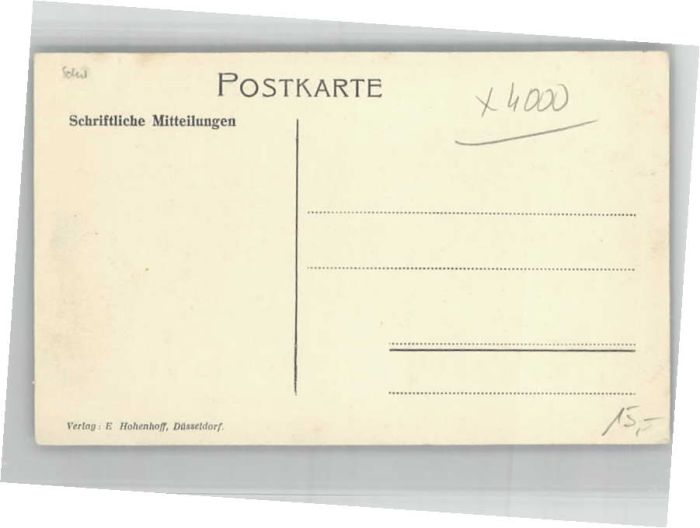 POSTKARTE
x 4000
Schriftliche Mitteilungen
Verlag: E Hohenhoff, Düsseldorf.
15,-